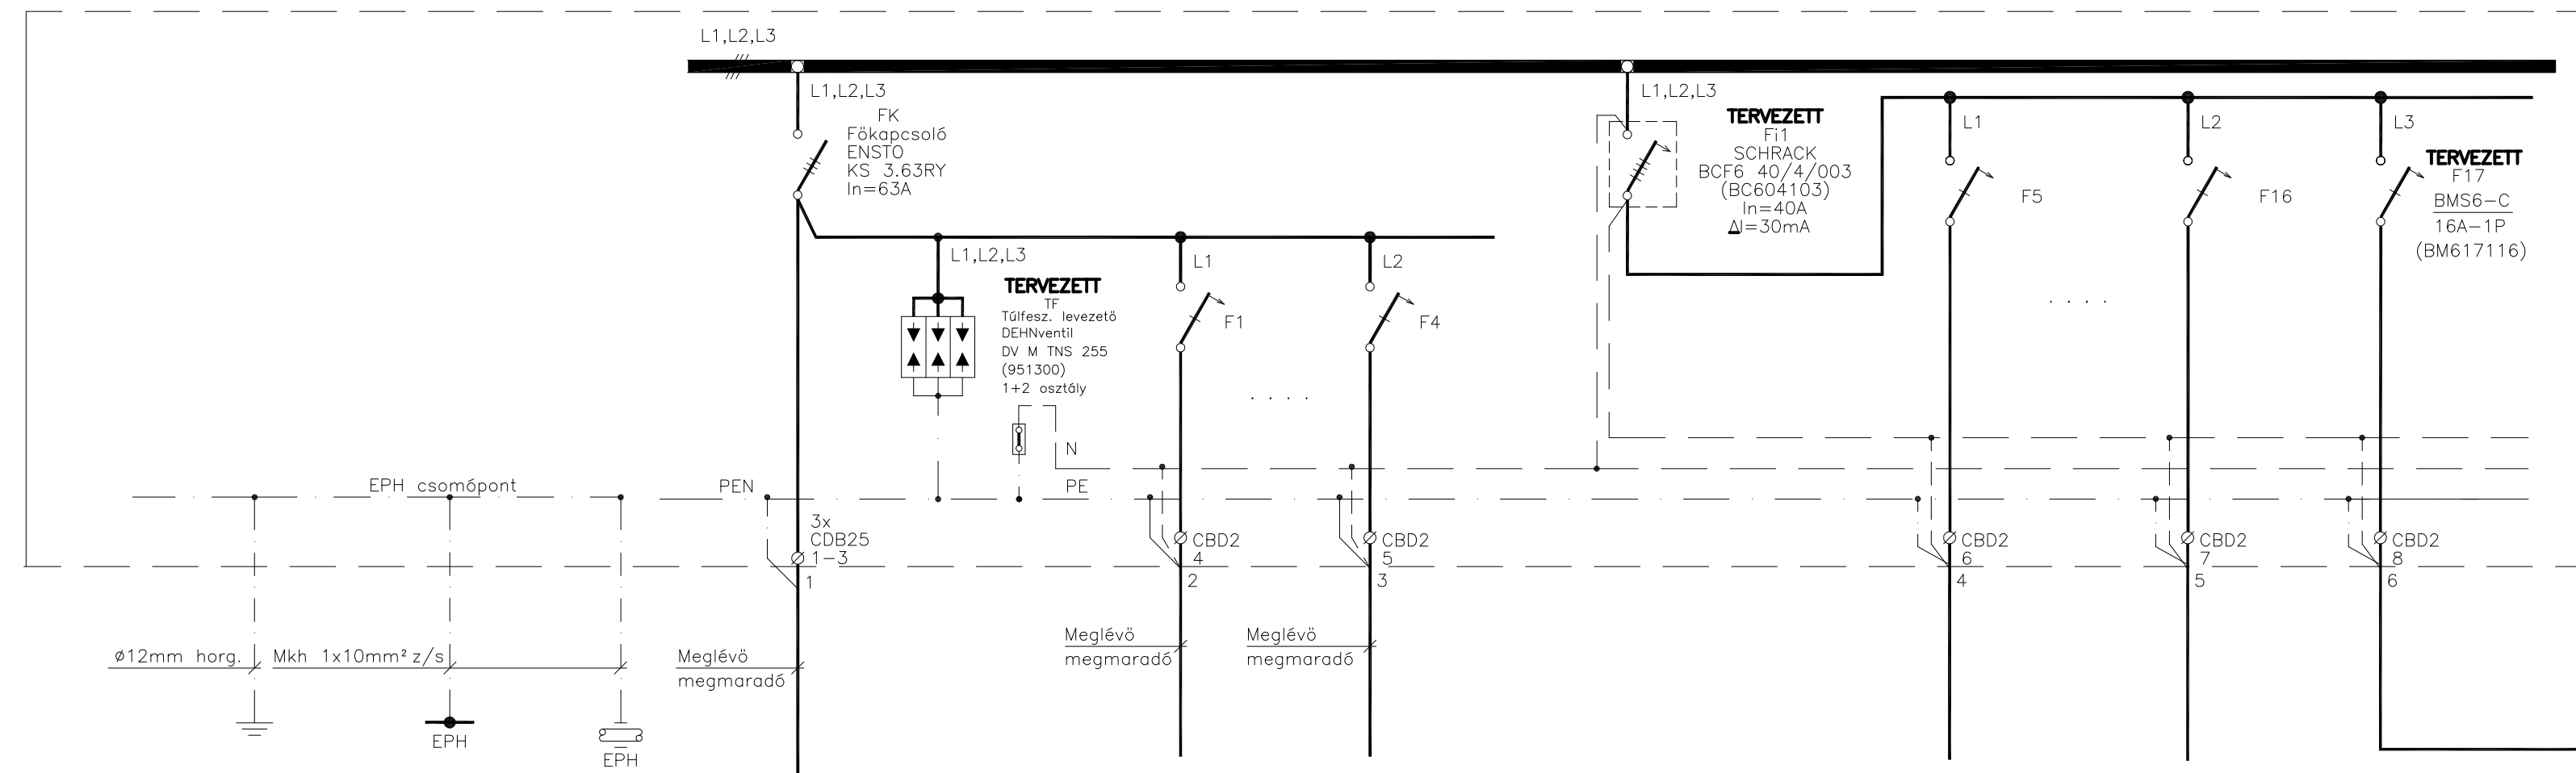 L1,L2,L3
L1,L2,L3
FK
Fökapcsoló
ENSTO
KS 3.63RY
In=63A
L1,L2,L3
TERVEZETT
TF
Túlfesz. levezetö
DEHNventil
DV M TNS 255
(951300)
1+2 osztály
L1
F1
L2
F4
L1,L2,L3
TERVEZETT
Fi1
SCHRACK
BCF6 40/4/003
(BC604103)
In=40A
ΔI=30mA
L1
F5
L2
F16
L3
TERVEZETT
F17
BMS6-C
16A-1P
(BM617116)
. . . .
. . . .
N
PE
PEN
EPH csomópont
3x
CDB25
1-3
1
CBD2
4
2
CBD2
5
3
CBD2
6
4
CBD2
7
5
CBD2
8
6
ø12mm horg.
Mkh 1x10mm² z/s
Meglévö
megmaradó
Meglévö
megmaradó
Meglévö
megmaradó
EPH
EPH